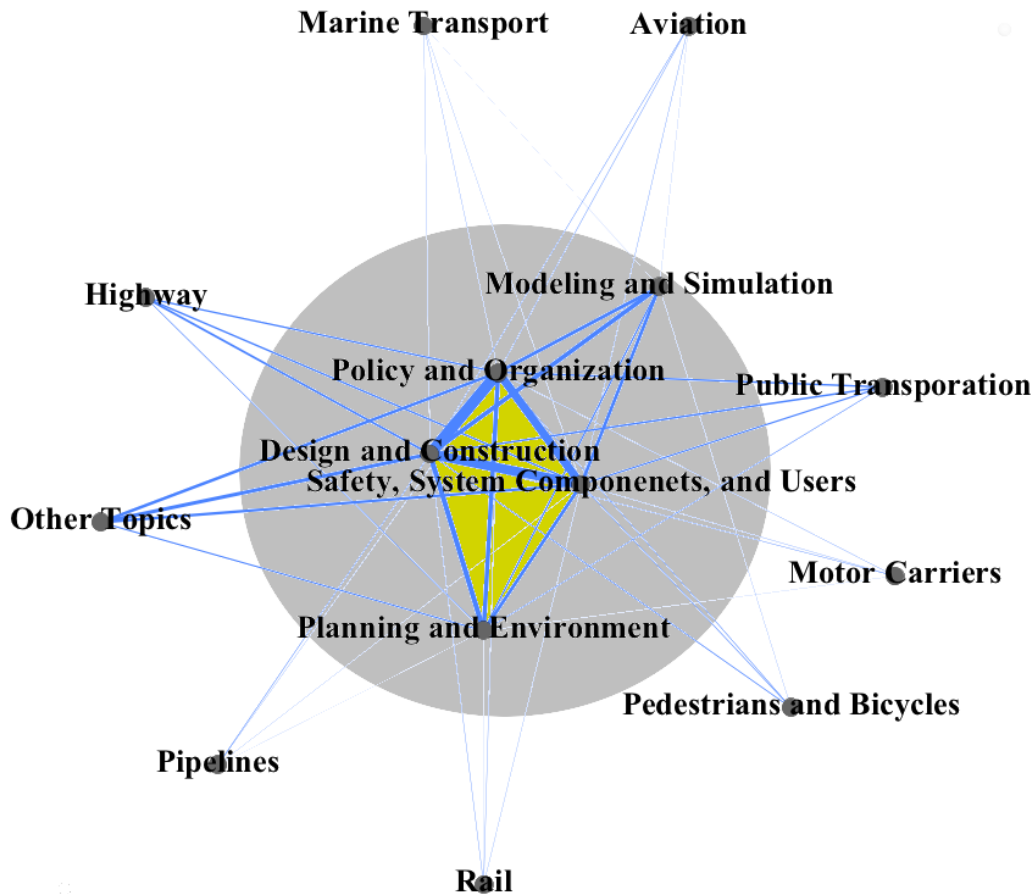 Marine Transport
Aviation
Modeling and Simulation
Highway
Policy and Organization
Public Transporation
Design and Construction
Safety, System Componenets, and Users
Other Topics
Motor Carriers
Planning and Environment
Pedestrians and Bicycles
Pipelines
Rail